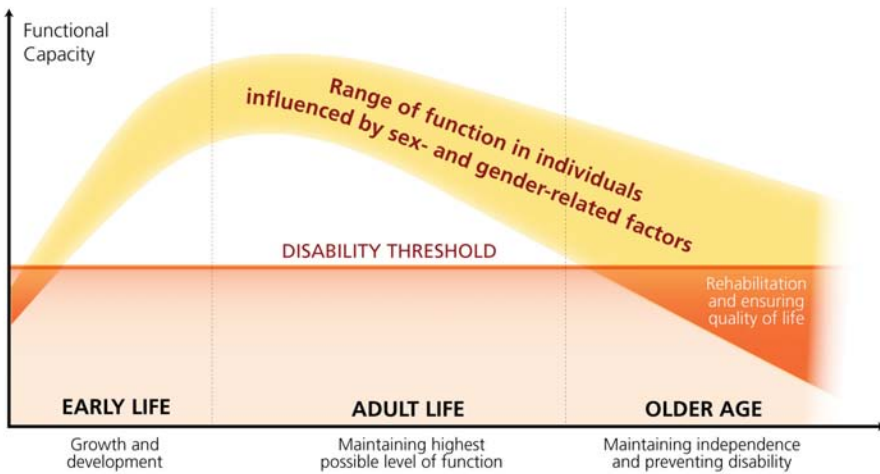 Functional
Capacity
Range of function in individuals
influenced by sex- and
gender-related factors
DISABILITY THRESHOLD
Rehabilitation
and ensuring
quality of life
EARLY LIFE
ADULT LIFE
OLDER AGE
Growth and
development
Maintaining highest
possible level of function
Maintaining independence
and preventing disability